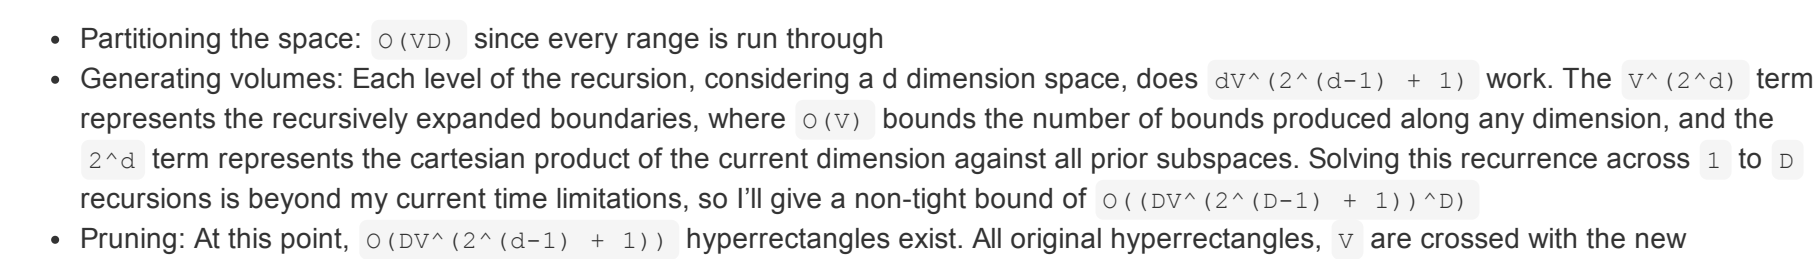 • Partitioning the space: O(VD) since every range is run through
• Generating volumes: Each level of the recursion, considering a d dimension space, does dV^(2^(d-1) + 1) work. The V^(2^d) term
represents the recursively expanded boundaries, where O(V) bounds the number of bounds produced along any dimension, and the
2^d term represents the cartesian product of the current dimension against all prior subspaces. Solving this recurrence across 1 to D
recursions is beyond my current time limitations, so I’ll give a non-tight bound of O((DV^(2^(D-1) + 1))^D)
• Pruning: At this point, O(DV^(2^(d-1) + 1)) hyperrectangles exist. All original hyperrectangles, V are crossed with the new